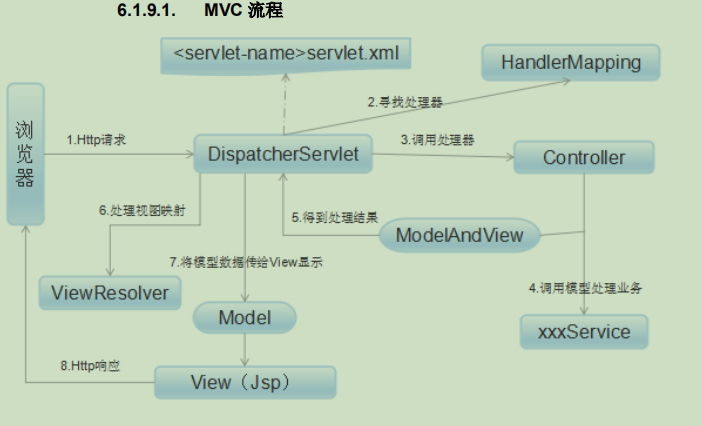 6.1.9.1. MVC 流程
<servlet-name>servlet.xml
HandlerMapping
2.寻找处理器
浏览器
1.Http请求
DispatcherServlet
3.调用处理器
Controller
6.处理视图映射
5.得到处理结果
ModelAndView
7.将模型数据传给View显示
ViewResolver
4.调用模型处理业务
Model
xxxService
8.Http响应
View（Jsp）